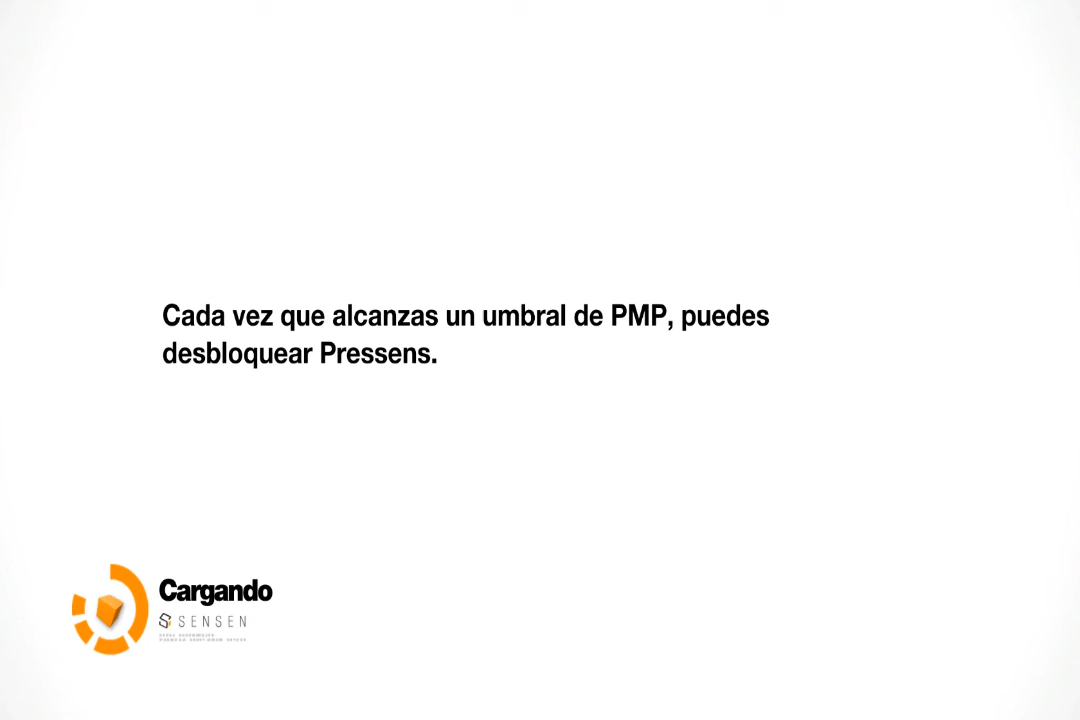 Cada vez que alcanzas un umbral de PMP, puedes
desbloquear Pressens.
Cargando
SENSEN